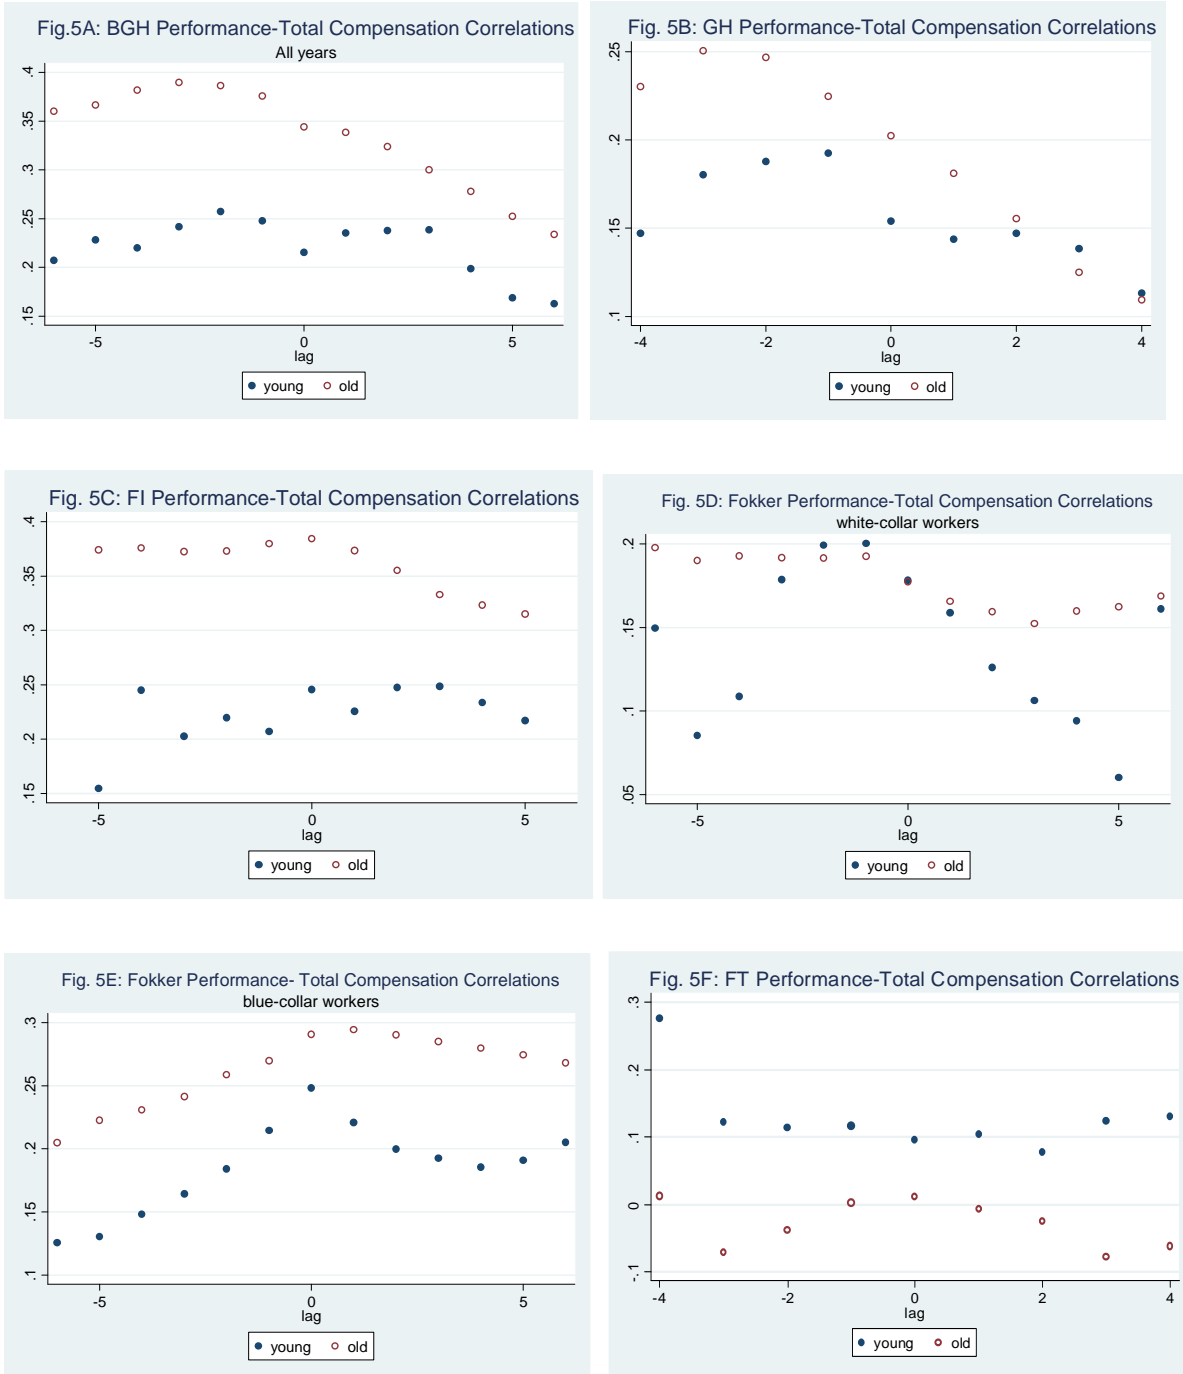 Fig.5A: BGH Performance-Total Compensation Correlations
All years
.4
.35
.3
.25
.2
.15
-5 0 5
lag
young old
Fig. 5B: GH Performance-Total Compensation Correlations
.25
.2
.15
.1
-4 -2 0 2 4
lag
young old
Fig. 5C: FI Performance-Total Compensation Correlations
.4
.35
.3
.25
.2
.15
-5 0 5
lag
young old
Fig. 5D: Fokker Performance-Total Compensation Correlations
white-collar workers
.2
.15
.1
.05
-5 0 5
lag
young old
Fig. 5E: Fokker Performance- Total Compensation Correlations
blue-collar workers
.3
.25
.2
.15
.1
-5 0 5
lag
young old
Fig. 5F: FT Performance-Total Compensation Correlations
.3
.2
.1
0
-.1
-4 -2 0 2 4
lag
young old